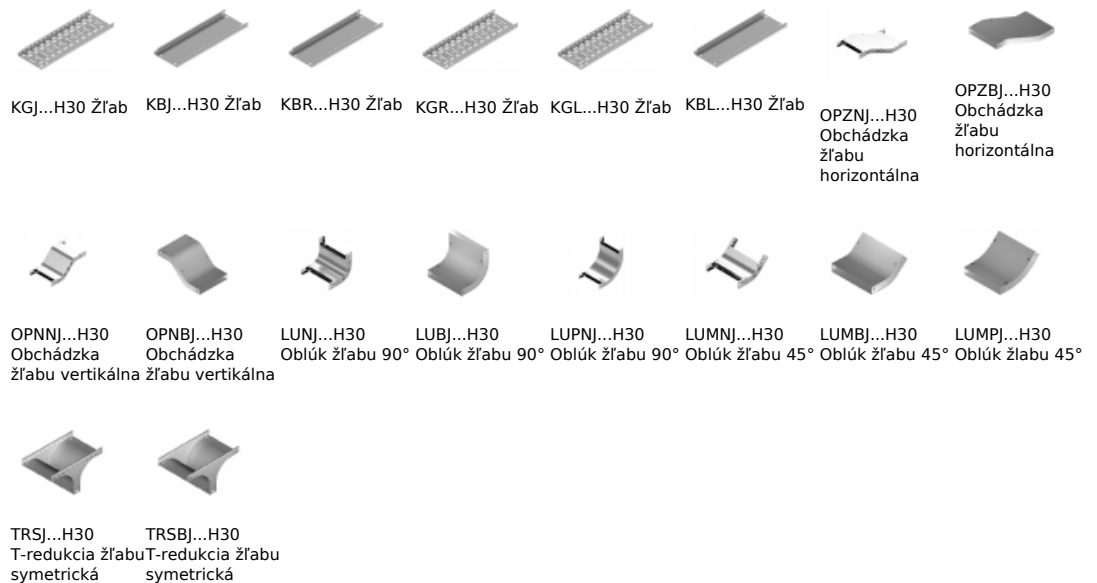 KGJ...H30 Žľab
KBJ...H30 Žľab
KBR...H30 Žľab
KGR...H30 Žľab
KGL...H30 Žľab
KBL...H30 Žľab
OPZNJ...H30
Obchádzka
žľabu
horizontálna
OPZBJ...H30
Obchádzka
žľabu
horizontálna
OPNNJ...H30
Obchádzka
žľabu vertikálna
OPNBJ...H30
Obchádzka
žľabu vertikálna
LUNJ...H30
Oblúk žľabu 90°
LUBJ...H30
Oblúk žľabu 90°
LUPNJ...H30
Oblúk žľabu 90°
LUMNJ...H30
Oblúk žľabu 45°
LUMBJ...H30
Oblúk žľabu 45°
LUMPJ...H30
Oblúk žlabu 45°
TRSJ...H30
T-redukcia žľabu
symetrická
TRSBJ...H30
T-redukcia žľabu
symetrická